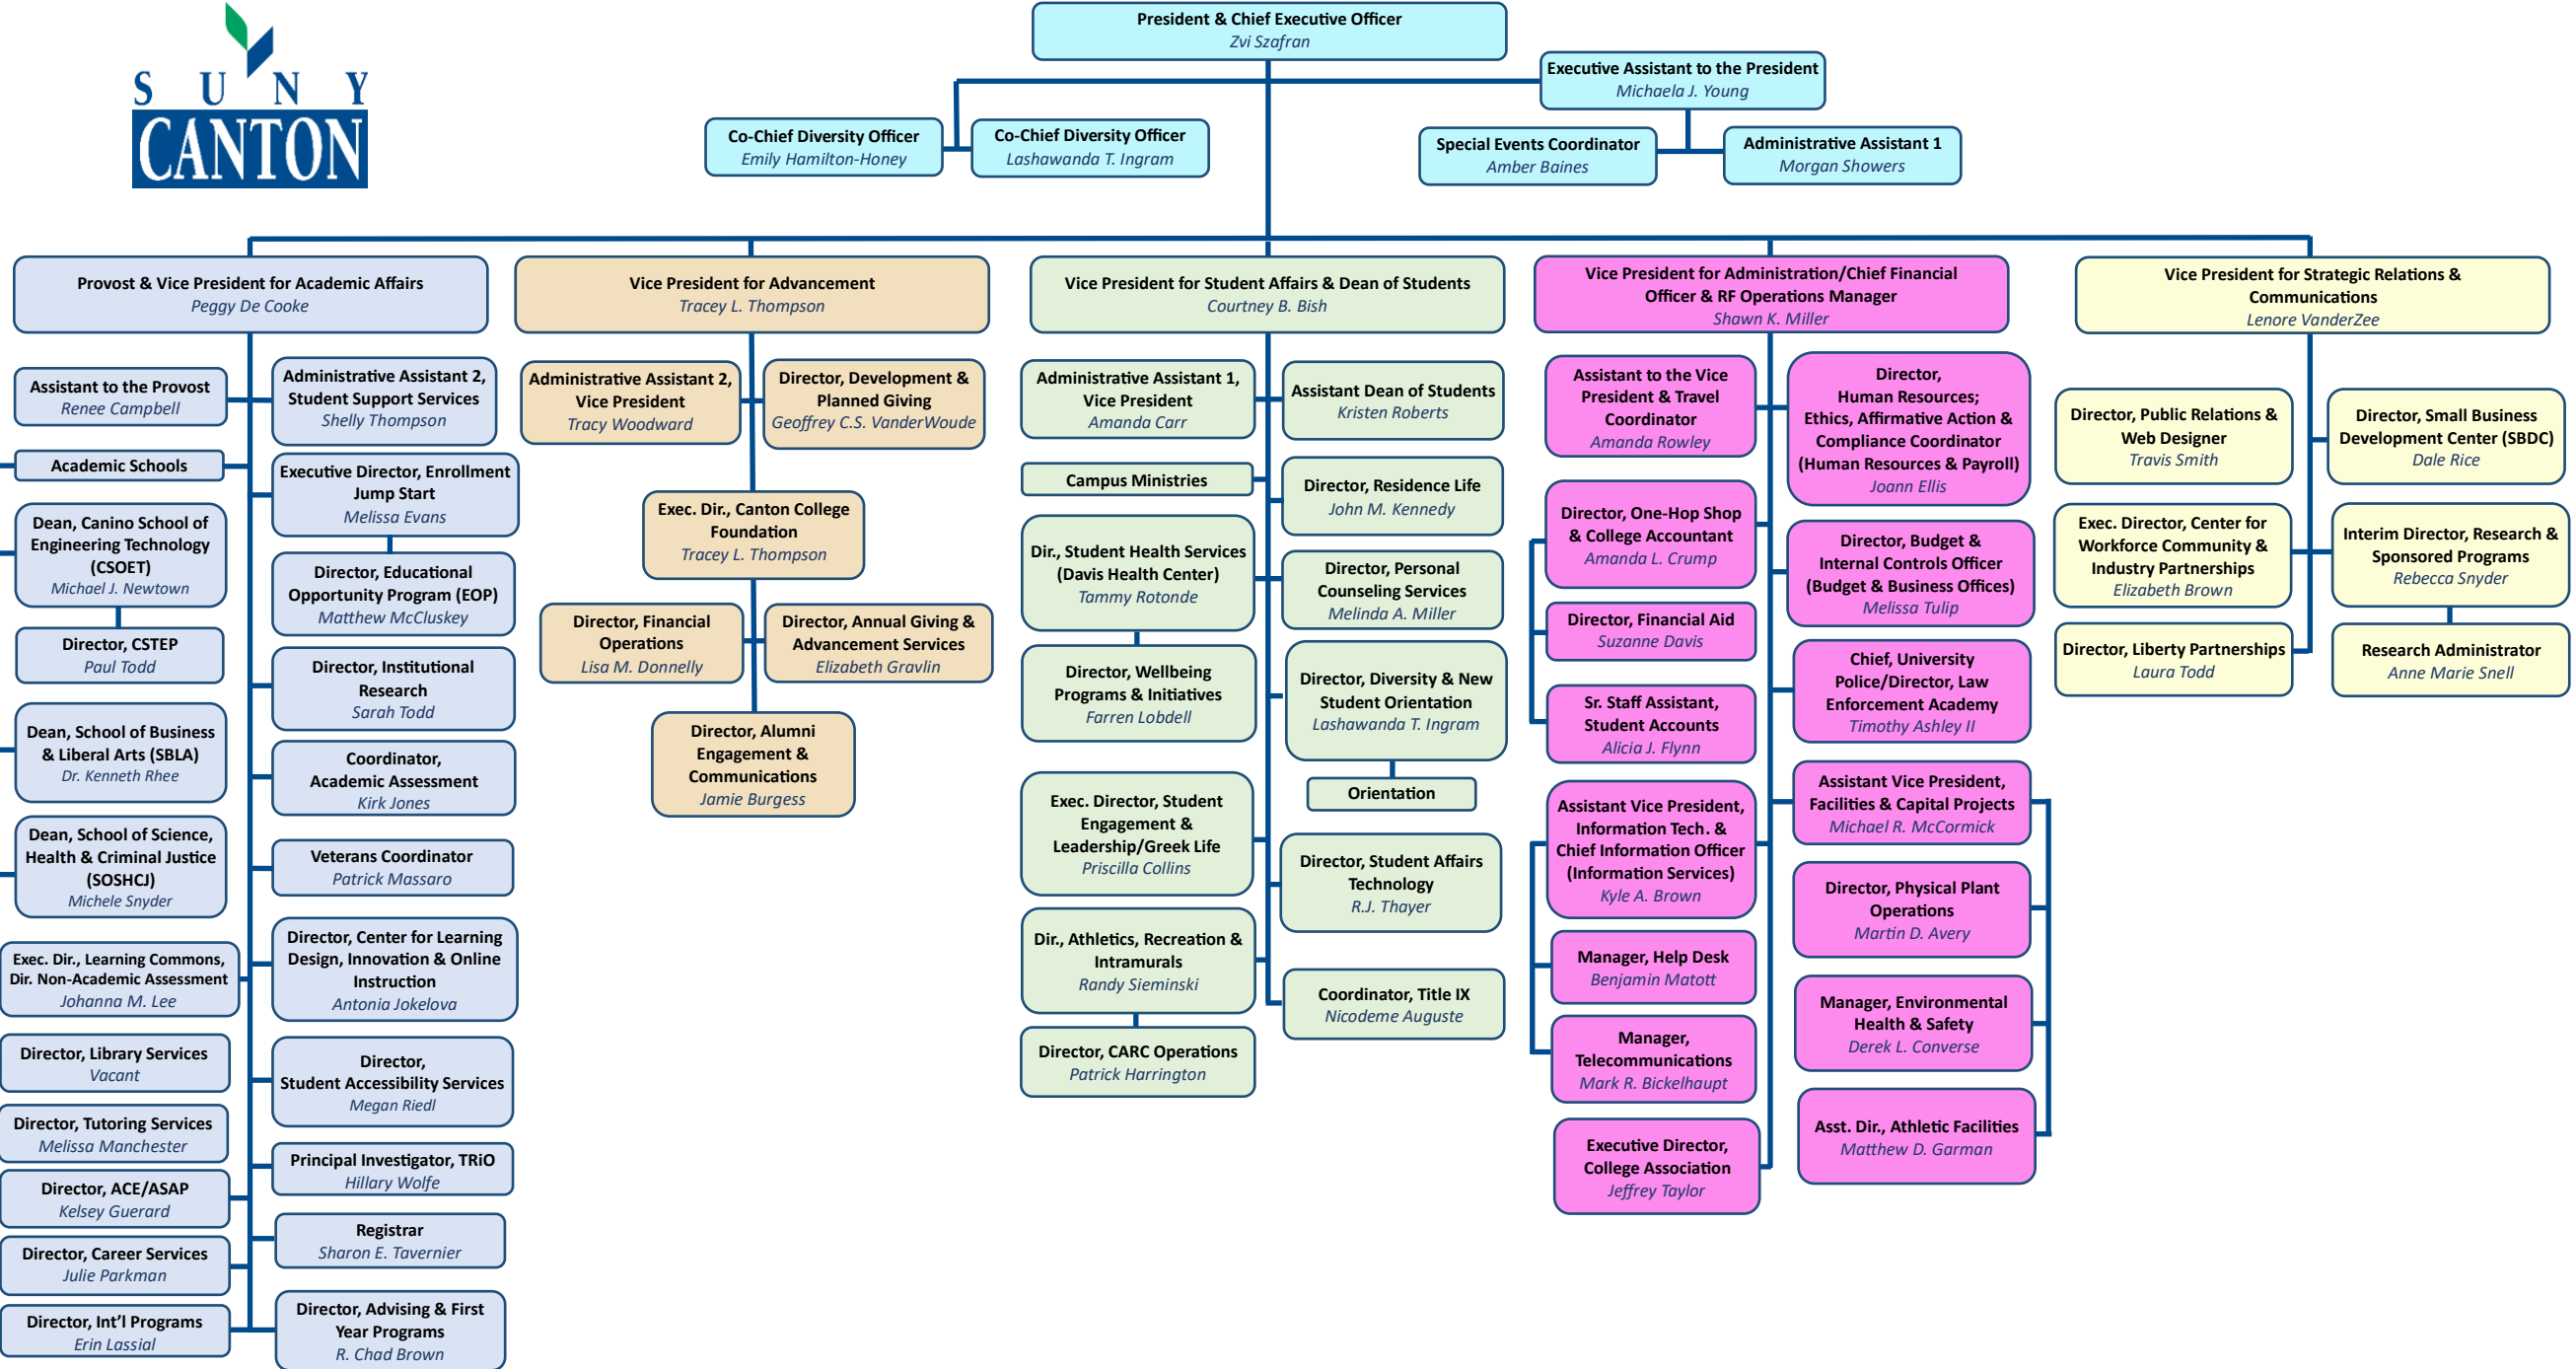 SUNY
CANTON
President & Chief Executive Officer
Zvi Szafran
Executive Assistant to the President
Michaela J. Young
Co-Chief Diversity Officer
Emily Hamilton-Honey
Co-Chief Diversity Officer
Lashawanda T. Ingram
Special Events Coordinator
Amber Baines
Administrative Assistant 1
Morgan Showers
Provost & Vice President for Academic Affairs
Peggy De Cooke
Assistant to the Provost
Renee Campbell
Administrative Assistant 2,
Student Support Services
Shelly Thompson
Academic Schools
Executive Director, Enrollment
Jump Start
Melissa Evans
Dean, Canino School of
Engineering Technology
(CSOET)
Michael J. Newtown
Director, Educational
Opportunity Program (EOP)
Matthew McCluskey
Director, CSTEP
Paul Todd
Director, Institutional
Research
Sarah Todd
Dean, School of Business
& Liberal Arts (SBLA)
Dr. Kenneth Rhee
Coordinator,
Academic Assessment
Kirk Jones
Dean, School of Science,
Health & Criminal Justice
(SOSHCJ)
Michele Snyder
Veterans Coordinator
Patrick Massaro
Exec. Dir., Learning Commons,
Dir. Non-Academic Assessment
Johanna M. Lee
Director, Center for Learning
Design, Innovation & Online
Instruction
Antonia Jokelova
Director, Library Services
Vacant
Director,
Student Accessibility Services
Megan Riedl
Director, Tutoring Services
Melissa Manchester
Principal Investigator, TRiO
Hillary Wolfe
Director, ACE/ASAP
Kelsey Guerard
Registrar
Sharon E. Tavernier
Director, Career Services
Julie Parkman
Director, Int'l Programs
Erin Lassial
Director, Advising & First
Year Programs
R. Chad Brown
Vice President for Advancement
Tracey L. Thompson
Administrative Assistant 2,
Vice President
Tracy Woodward
Director, Development &
Planned Giving
Geoffrey C.S. VanderWoude
Exec. Dir., Canton College
Foundation
Tracey L. Thompson
Director, Financial
Operations
Lisa M. Donnelly
Director, Annual Giving &
Advancement Services
Elizabeth Gravlin
Director, Alumni
Engagement &
Communications
Jamie Burgess
Vice President for Student Affairs & Dean of Students
Courtney B. Bish
Administrative Assistant 1,
Vice President
Amanda Carr
Assistant Dean of Students
Kristen Roberts
Campus Ministries
Director, Residence Life
John M. Kennedy
Dir., Student Health Services
(Davis Health Center)
Tammy Rotonde
Director, Personal
Counseling Services
Melinda A. Miller
Director, Wellbeing
Programs & Initiatives
Farren Lobdell
Director, Diversity & New
Student Orientation
Lashawanda T. Ingram
Orientation
Exec. Director, Student
Engagement &
Leadership/Greek Life
Priscilla Collins
Director, Student Affairs
Technology
R.J. Thayer
Dir., Athletics, Recreation &
Intramurals
Randy Sieminski
Coordinator, Title IX
Nicodeme Auguste
Director, CARC Operations
Patrick Harrington
Vice President for Administration/Chief Financial
Officer & RF Operations Manager
Shawn K. Miller
Assistant to the Vice
President & Travel
Coordinator
Amanda Rowley
Director,
Human Resources;
Ethics, Affirmative Action &
Compliance Coordinator
(Human Resources & Payroll)
Joann Ellis
Director, One-Hop Shop
& College Accountant
Amanda L. Crump
Director, Budget &
Internal Controls Officer
(Budget & Business Offices)
Melissa Tulip
Director, Financial Aid
Suzanne Davis
Chief, University
Police/Director, Law
Enforcement Academy
Timothy Ashley II
Sr. Staff Assistant,
Student Accounts
Alicia J. Flynn
Assistant Vice President,
Facilities & Capital Projects
Michael R. McCormick
Assistant Vice President,
Information Tech. &
Chief Information Officer
(Information Services)
Kyle A. Brown
Director, Physical Plant
Operations
Martin D. Avery
Manager, Help Desk
Benjamin Matott
Manager, Environmental
Health & Safety
Derek L. Converse
Manager,
Telecommunications
Mark R. Bickelhaupt
Asst. Dir., Athletic Facilities
Matthew D. Garman
Executive Director,
College Association
Jeffrey Taylor
Vice President for Strategic Relations &
Communications
Lenore VanderZee
Director, Public Relations &
Web Designer
Travis Smith
Director, Small Business
Development Center (SBDC)
Dale Rice
Exec. Director, Center for
Workforce Community &
Industry Partnerships
Elizabeth Brown
Interim Director, Research &
Sponsored Programs
Rebecca Snyder
Director, Liberty Partnerships
Laura Todd
Research Administrator
Anne Marie Snell